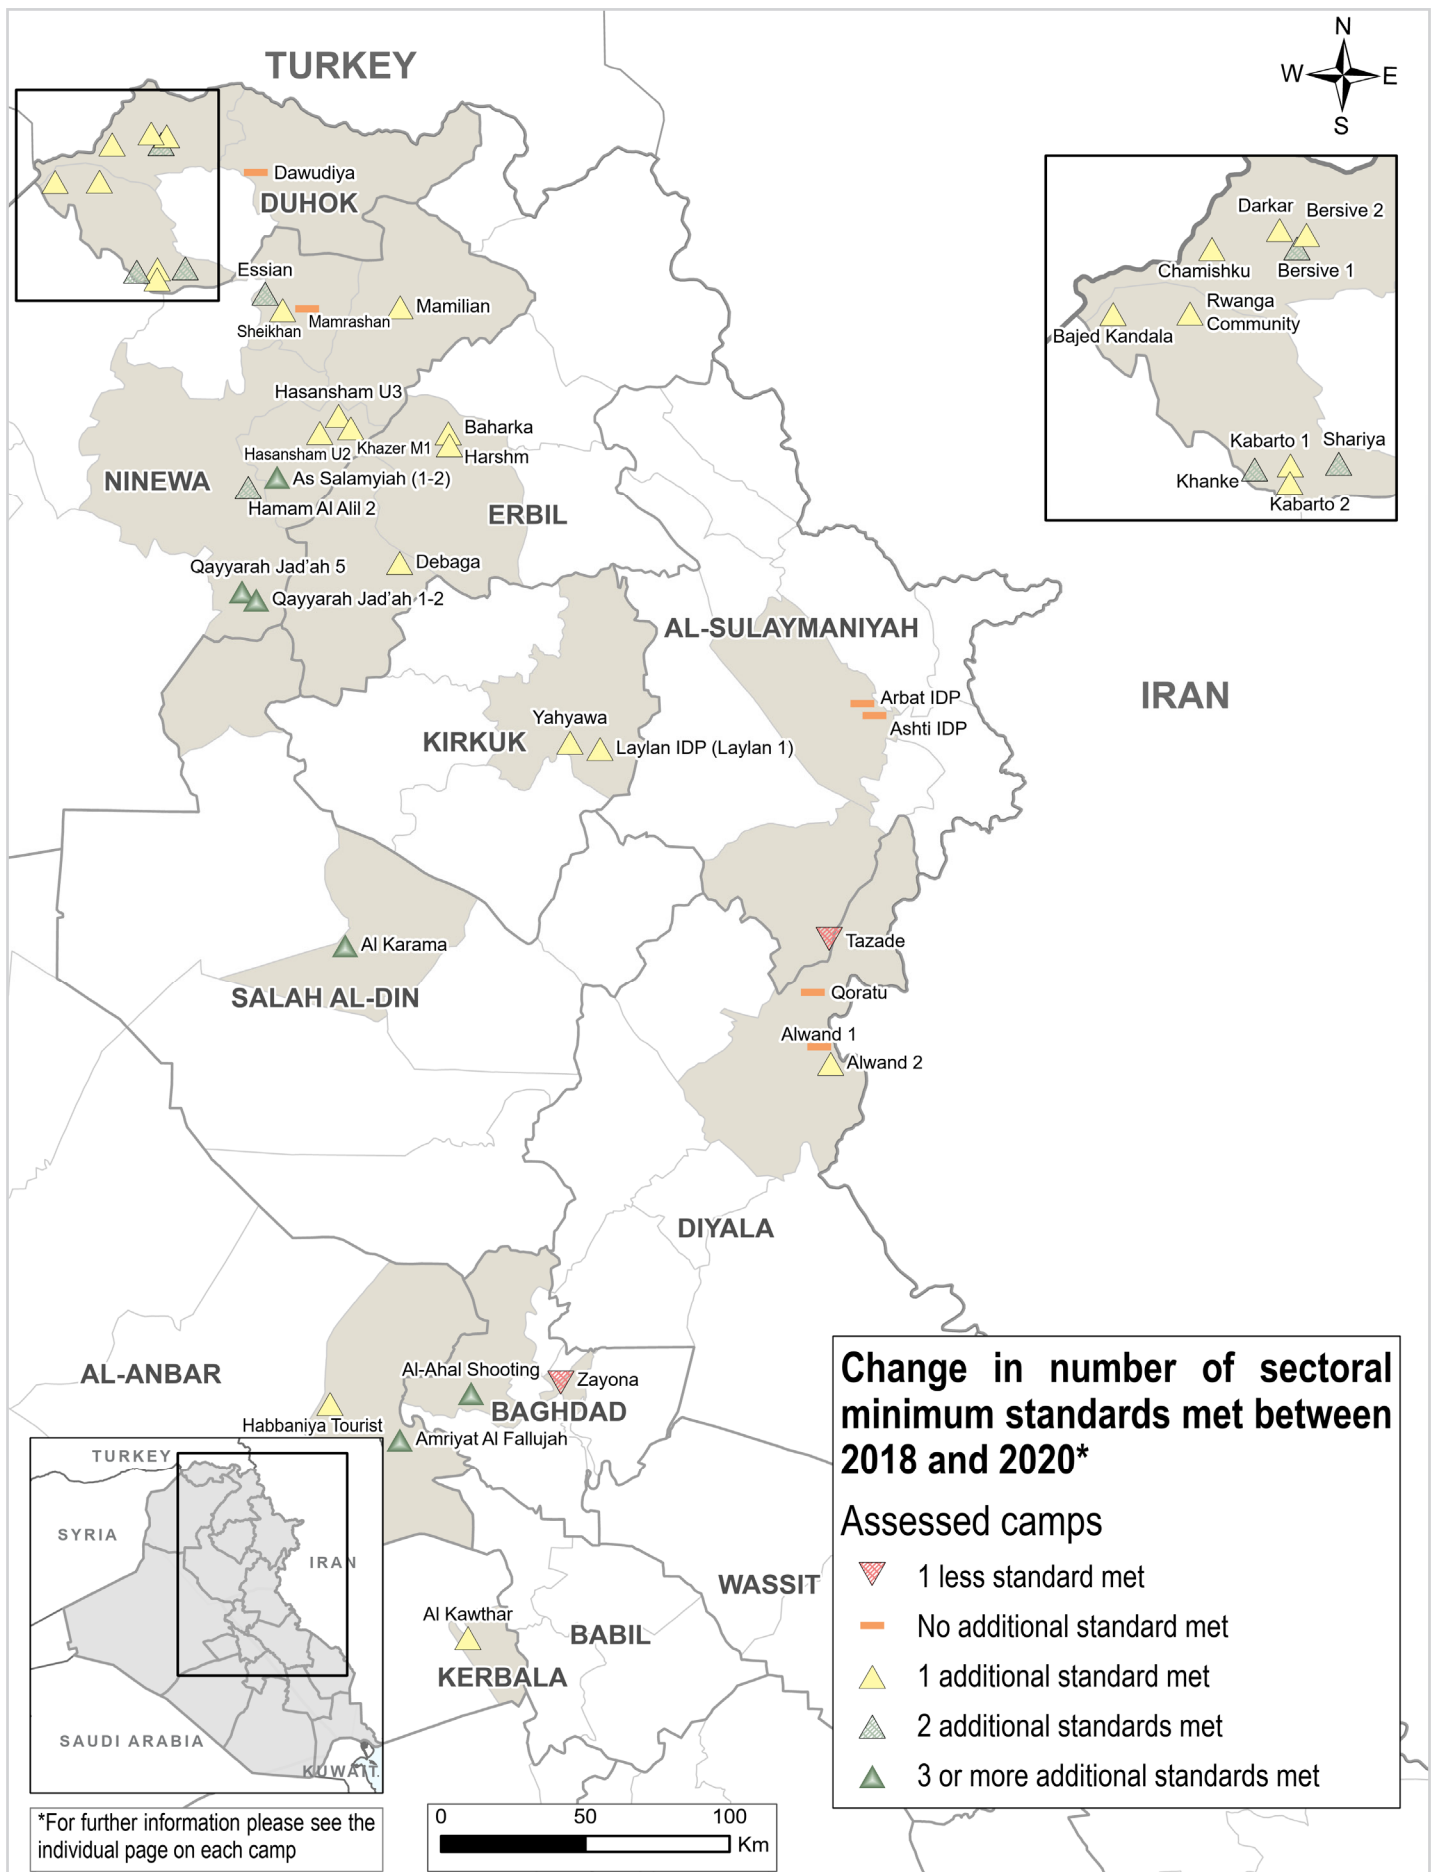 TURKEY
N
W
E
S
Dawudiya
DUHOK
Darkar
Bersive 2
Chamishku
Bersive 1
Rwanga
Community
Bajed Kandala
Kabarto 1
Shariya
Khanke
Kabarto 2
Essian
Sheikhan
Mamrashan
Mamilian
Hasansham U3
Hasansham U2
Khazer M1
Baharka
Harshm
NINEWA
As Salamyiah (1-2)
Hamam Al Alil 2
ERBIL
Qayyarah Jad'ah 5
Debaga
Qayyarah Jad'ah 1-2
AL-SULAYMANIYAH
IRAN
Arbat IDP
Ashti IDP
Yahyawa
KIRKUK
Laylan IDP (Laylan 1)
Al Karama
Tazade
SALAH AL-DIN
Qoratu
Alwand 1
Alwand 2
DIYALA
AL-ANBAR
Al-Ahal Shooting
Zayona
BAGHDAD
Habbaniya Tourist
Amriyat Al Fallujah
WASSIT
Al Kawthar
BABIL
KERBALA
TURKEY
SYRIA
IRAN
SAUDI ARABIA
KUWAIT
*For further information please see the
individual page on each camp
0 50 100
Km
Change in number of sectoral
minimum standards met between
2018 and 2020*
Assessed camps
1 less standard met
No additional standard met
1 additional standard met
2 additional standards met
3 or more additional standards met